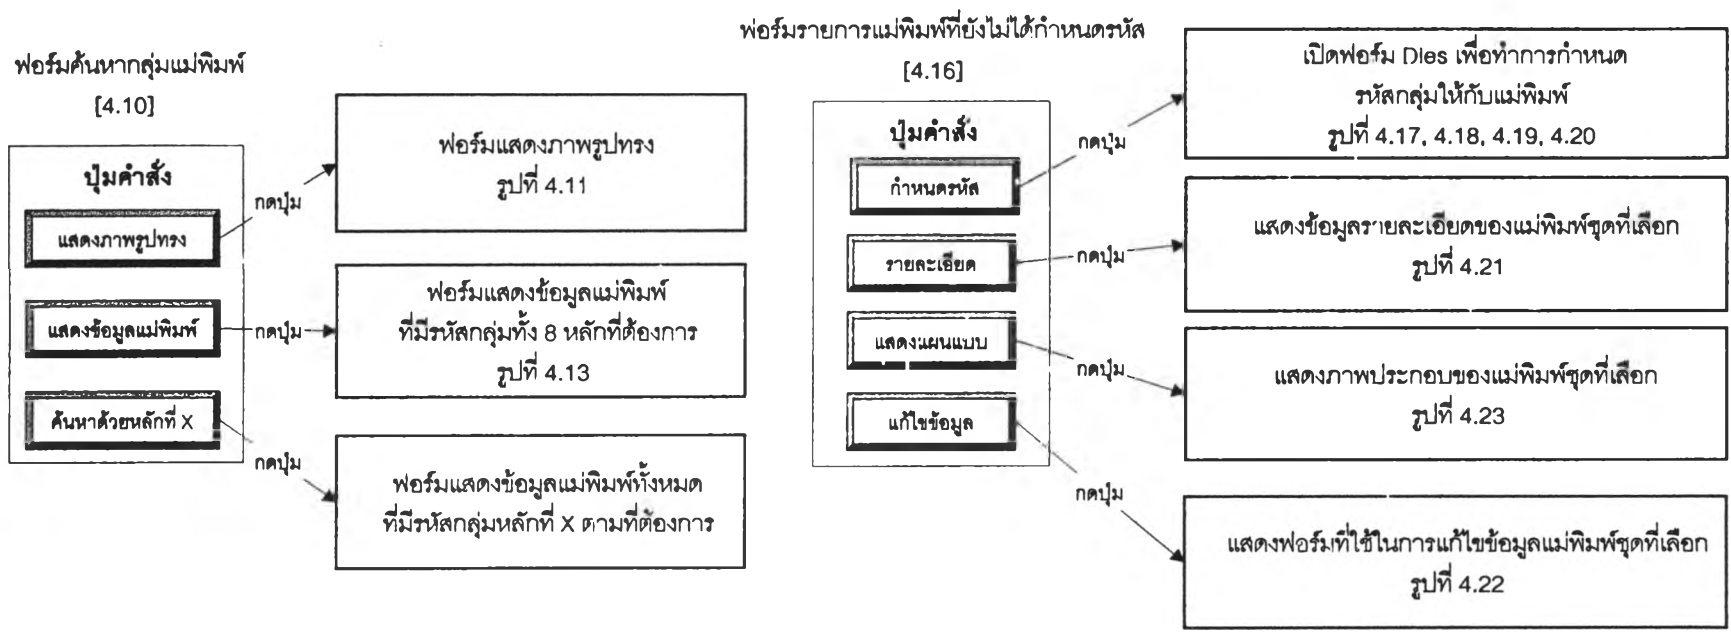 ฟอร์มค้นหากลุ่มแม่พิมพ์
[4.10]
ปุ่มคำสั่ง
แสดงภาพรูปทรง
กดปุ่ม
ฟอร์มแสดงภาพรูปทรง
รูปที่ 4.11
แสดงข้อมูลแม่พิมพ์
กดปุ่ม
ฟอร์มแสดงข้อมูลแม่พิมพ์
ที่มีรหัสกลุ่มทั้ง 8 หลักที่ต้องการ
รูปที่ 4.13
ค้นหาด้วยหลักที่ X
กดปุ่ม
ฟอร์มแสดงข้อมูลแม่พิมพ์ทั้งหมด
ที่มีรหัสกลุ่มหลักที่ X ตามที่ต้องการ
ฟอร์มรายการแม่พิมพ์ที่ยังไม่ได้กำหนดรหัส
[4.16]
ปุ่มคำสั่ง
กำหนดรหัส
กดปุ่ม
เปิดฟอร์ม Dies เพื่อทำการกำหนด
รหัสกลุ่มให้กับแม่พิมพ์
รูปที่ 4.17, 4.18, 4.19, 4.20
รายละเอียด
กดปุ่ม
แสดงข้อมูลรายละเอียดของแม่พิมพ์ชุดที่เลือก
รูปที่ 4.21
แสดงแผนแบบ
กดปุ่ม
แสดงภาพประกอบของแม่พิมพ์ชุดที่เลือก
รูปที่ 4.23
แก้ไขข้อมูล
กดปุ่ม
แสดงฟอร์มที่ใช้ในการแก้ไขข้อมูลแม่พิมพ์ชุดที่เลือก
รูปที่ 4.22